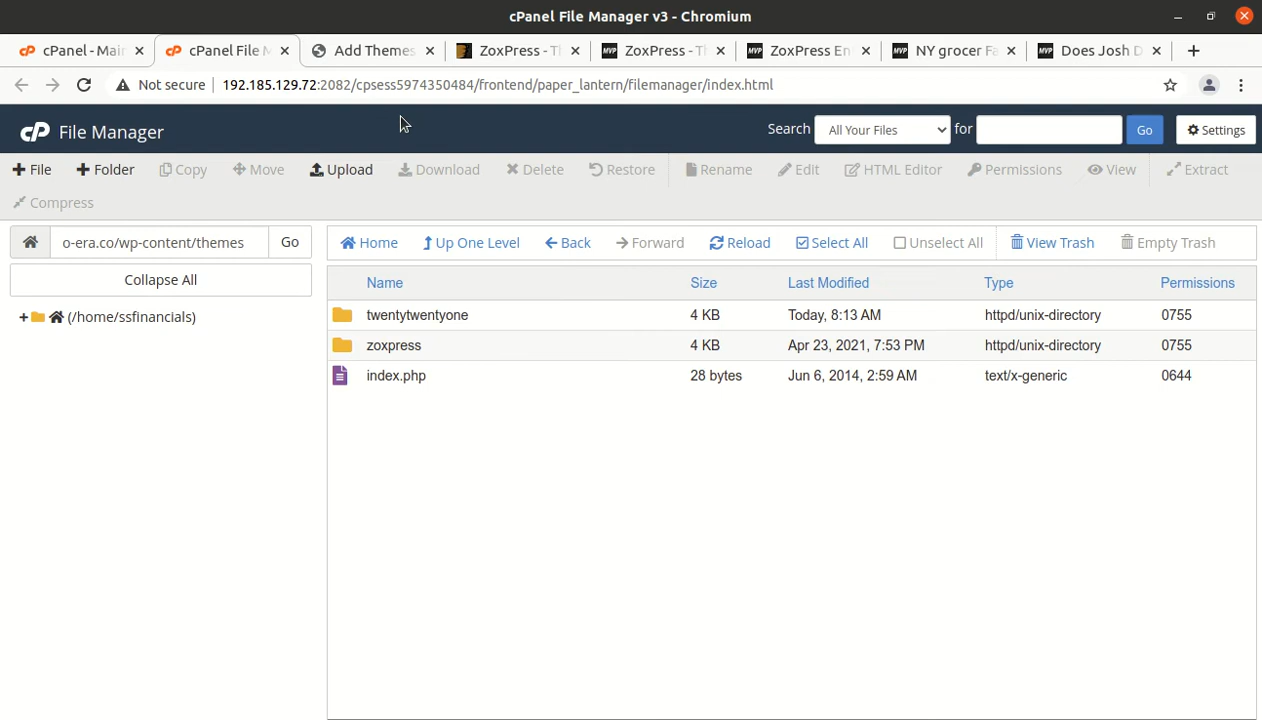 cPanel File Manager v3 - Chromium
cPanel - Mai
cPanel File M
Add Themes
ZoxPress - T
ZoxPress - T
ZoxPress En
NY grocer Fa
Does Josh D
Not secure 192.185.129.72:2082/cpsess5974350484/frontend/paper_lantern/filemanager/index.html
cP File Manager
Search All Your Files for Go Settings
File Folder Copy Move Upload Download Delete Restore Rename Edit HTML Editor Permissions View Extract
Compress
o-era.co/wp-content/themes Go
Home Up One Level Back Forward Reload Select All Unselect All View Trash Empty Trash
Collapse All
(/home/ssfinancials)
Name Size Last Modified Type Permissions
twentytwentyone 4 KB Today, 8:13 AM httpd/unix-directory 0755
zoxpress 4 KB Apr 23, 2021, 7:53 PM httpd/unix-directory 0755
index.php 28 bytes Jun 6, 2014, 2:59 AM text/x-generic 0644